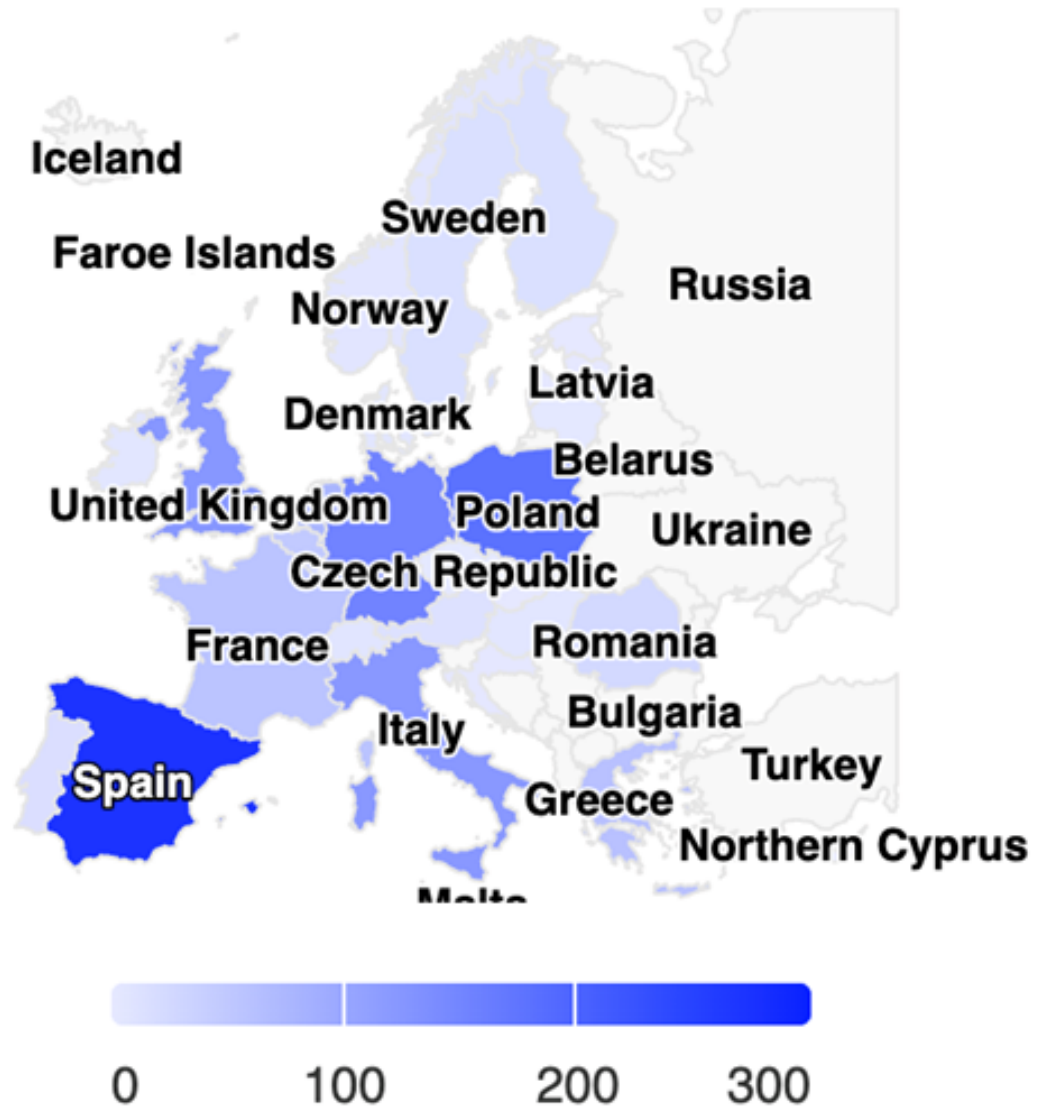 Iceland
Sweden
Faroe Islands
Russia
Norway
Latvia
Denmark
Belarus
United Kingdom
Poland
Ukraine
Czech Republic
France
Romania
Bulgaria
Italy
Turkey
Spain
Greece
Northern Cyprus
Malta
0 100 200 300